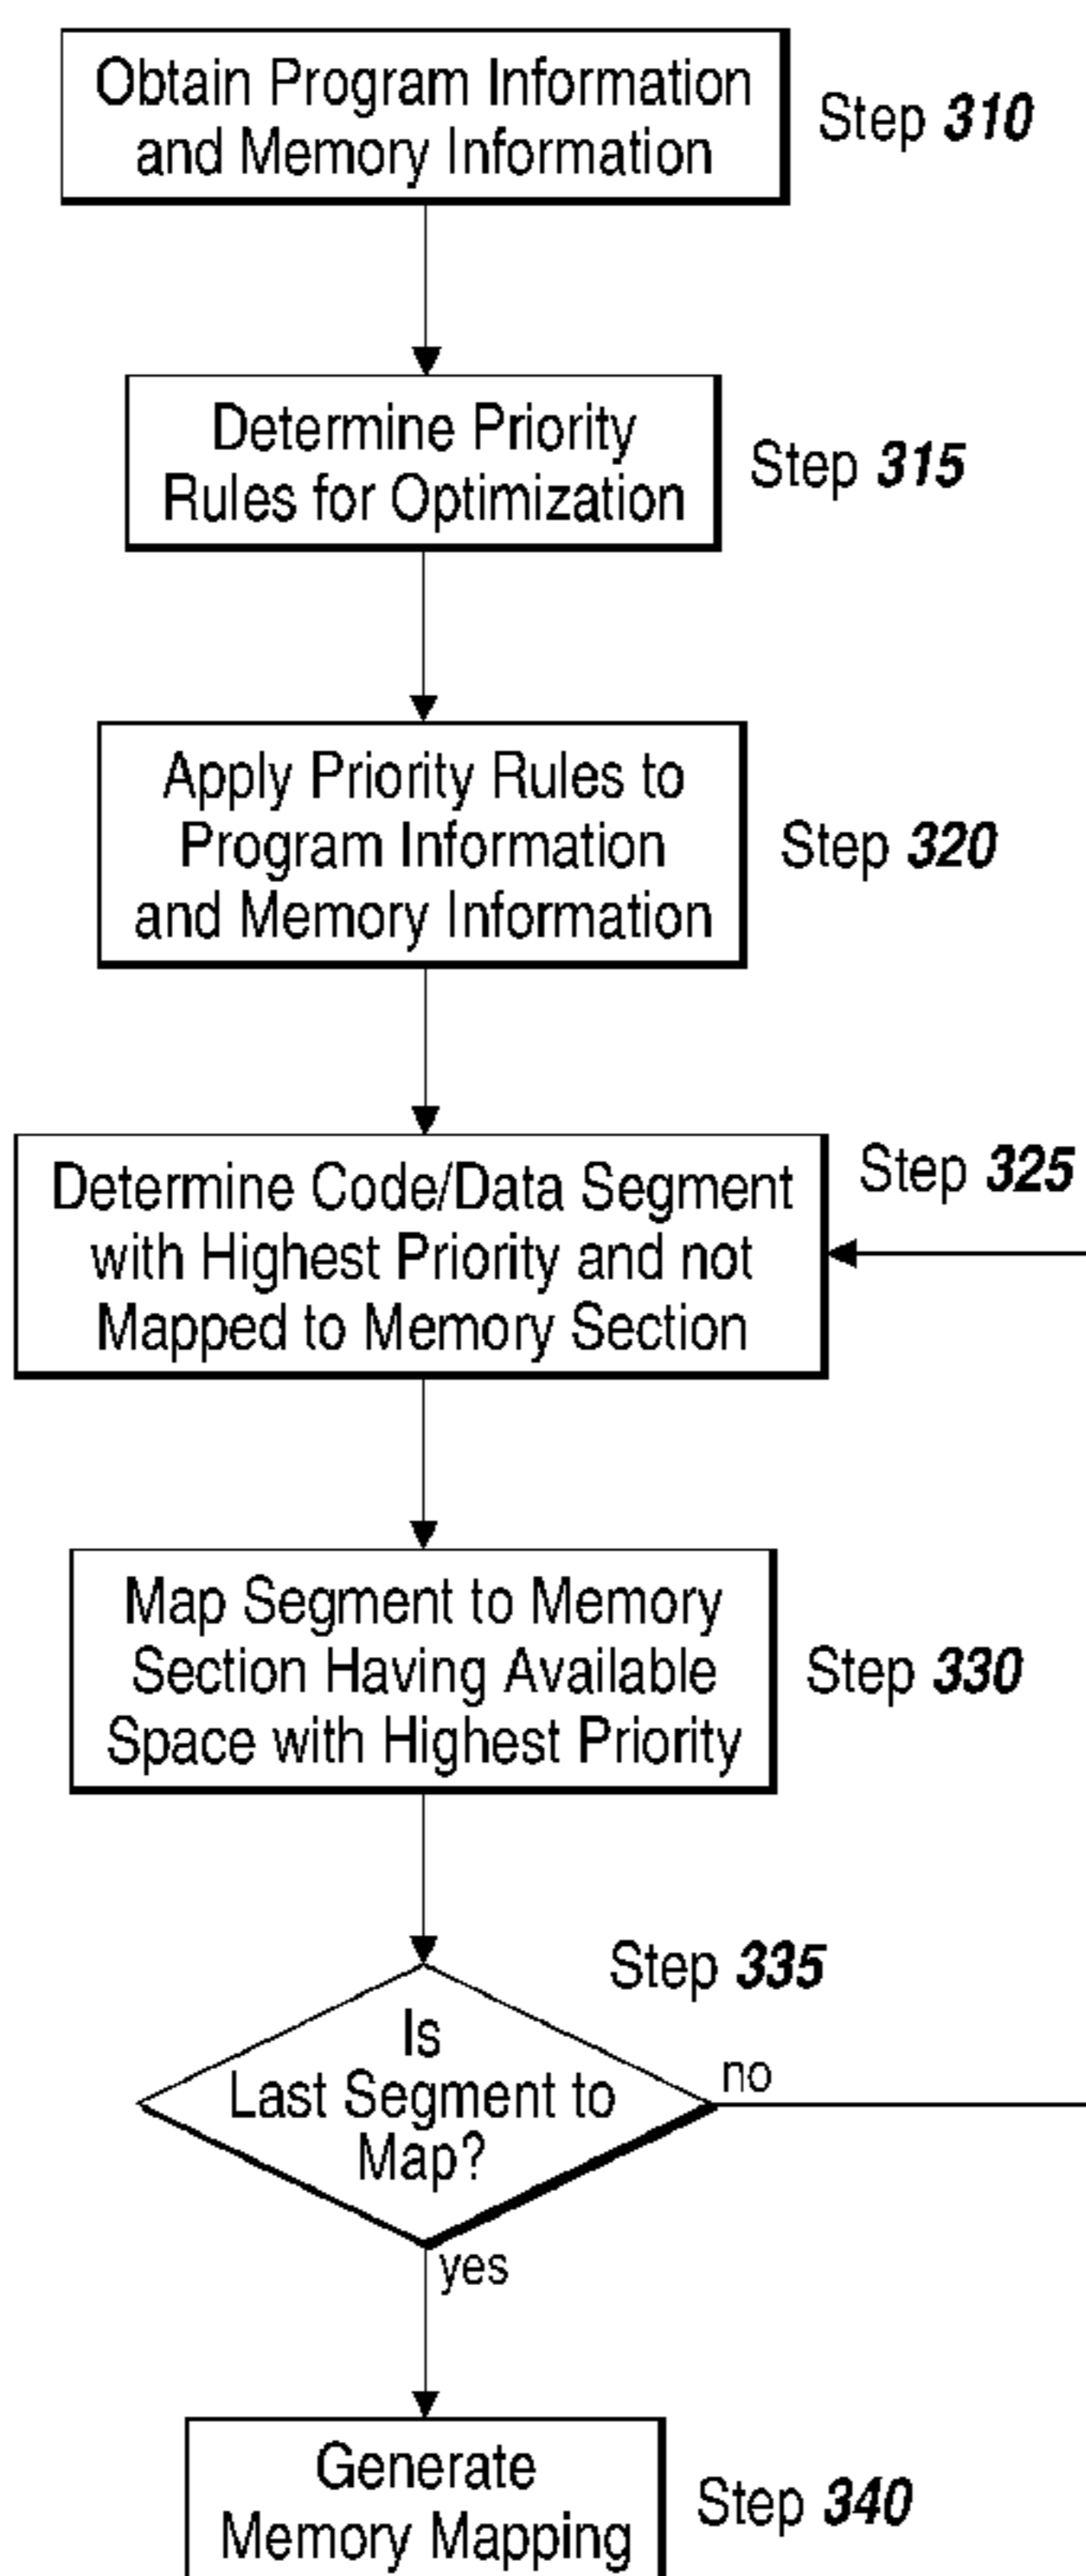 Obtain Program Information
and Memory Information
Step 310
Determine Priority
Rules for Optimization
Step 315
Apply Priority Rules to
Program Information
and Memory Information
Step 320
Determine Code/Data Segment
with Highest Priority and not
Mapped to Memory Section
Step 325
Map Segment to Memory
Section Having Available
Space with Highest Priority
Step 330
Step 335
Is
Last Segment to
Map?
no
yes
Generate
Memory Mapping
Step 340